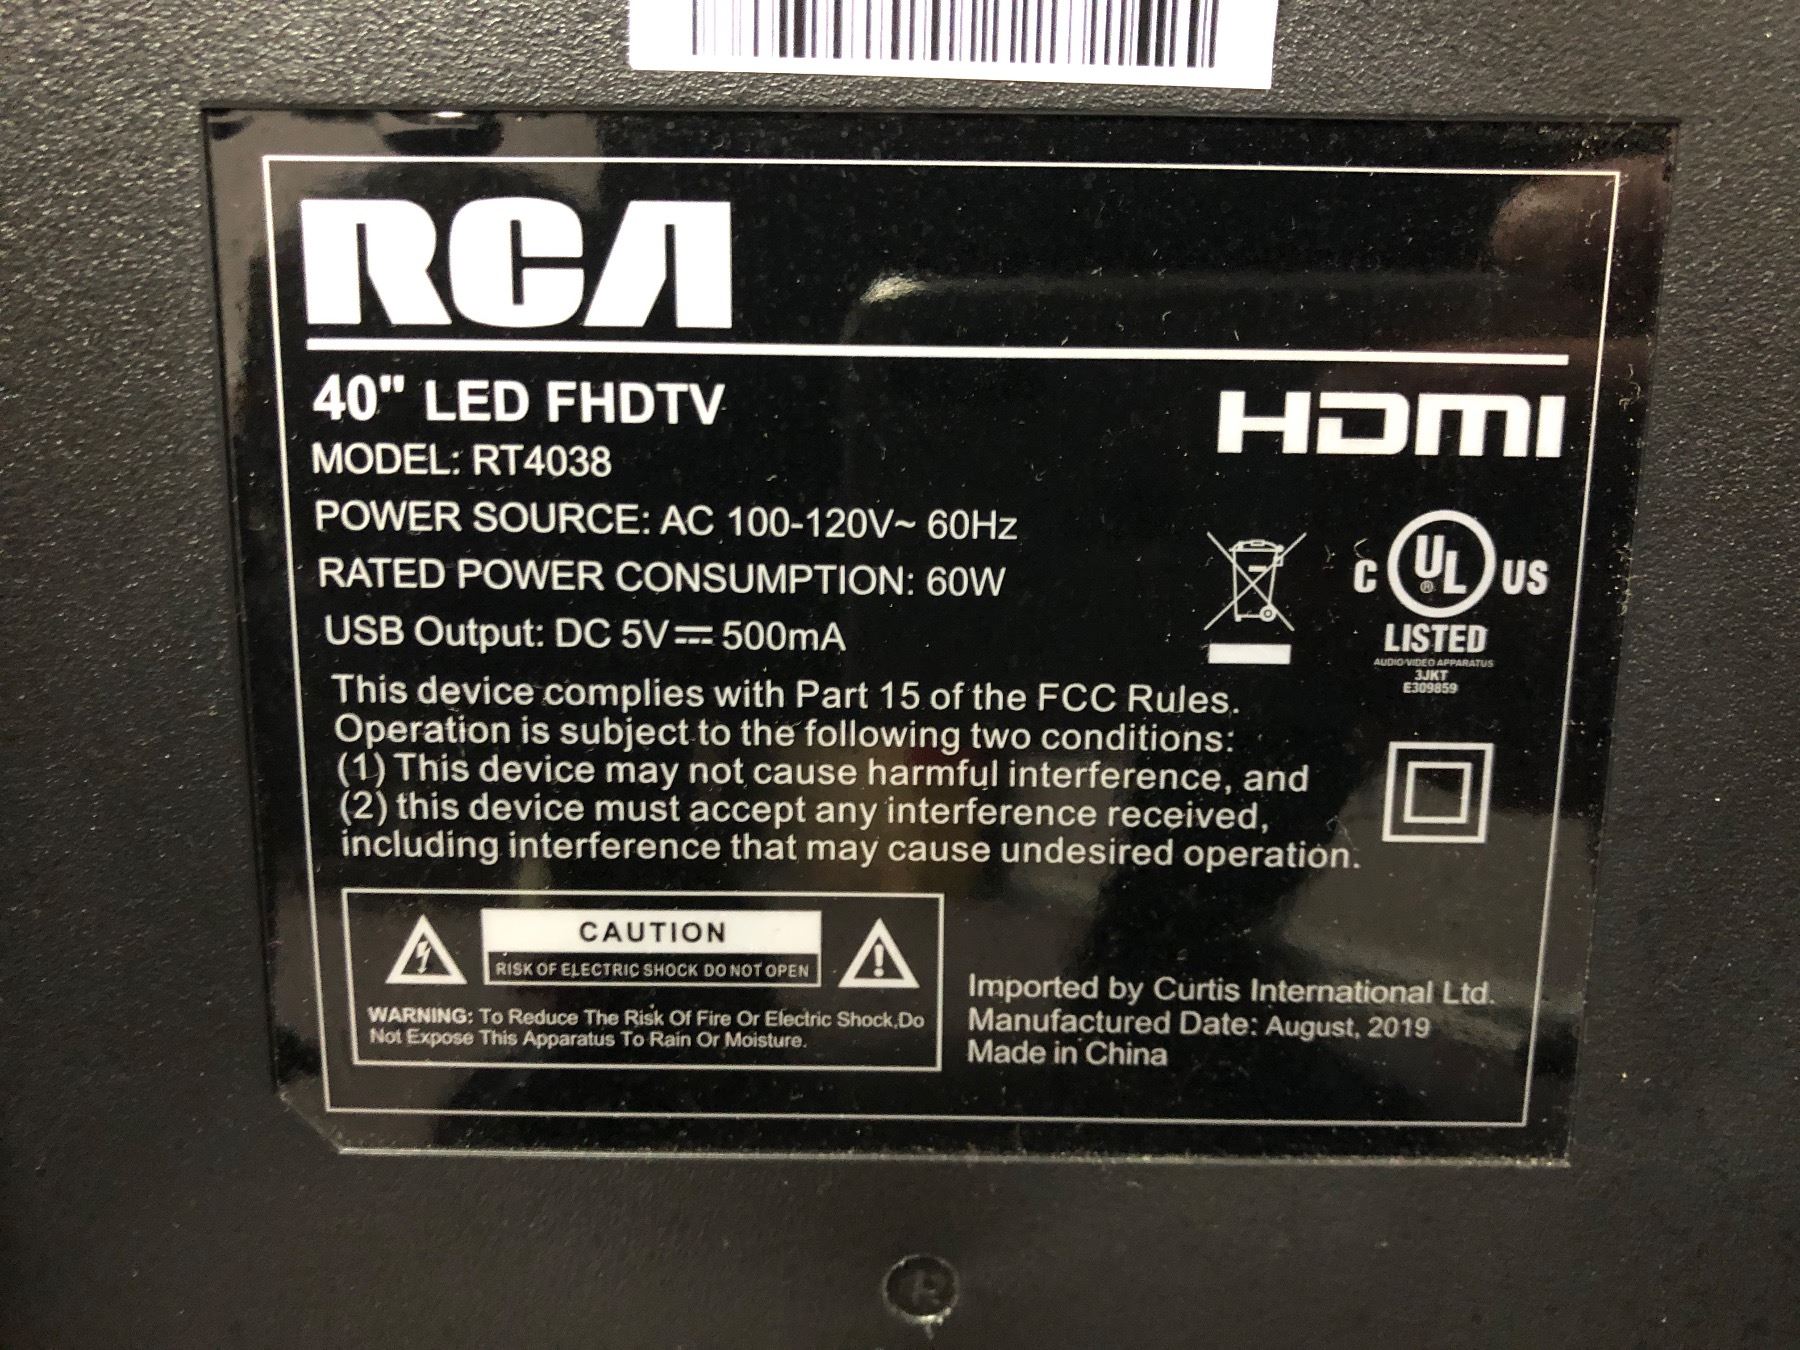 RCA
40" LED FHDTV
HDMI
MODEL: RT4038
POWER SOURCE: AC 100-120V~ 60Hz
RATED POWER CONSUMPTION: 60W
USB Output: DC 5V⎓500mA
C UL® US
LISTED
AUDIO/VIDEO APPARATUS
3JKT
E309859
This device complies with Part 15 of the FCC Rules.
Operation is subject to the following two conditions:
(1) This device may not cause harmful interference, and
(2) this device must accept any interference received,
including interference that may cause undesired operation.
CAUTION
RISK OF ELECTRIC SHOCK DO NOT OPEN
WARNING: To Reduce The Risk Of Fire Or Electric Shock,Do
Not Expose This Apparatus To Rain Or Moisture.
Imported by Curtis International Ltd.
Manufactured Date: August, 2019
Made in China